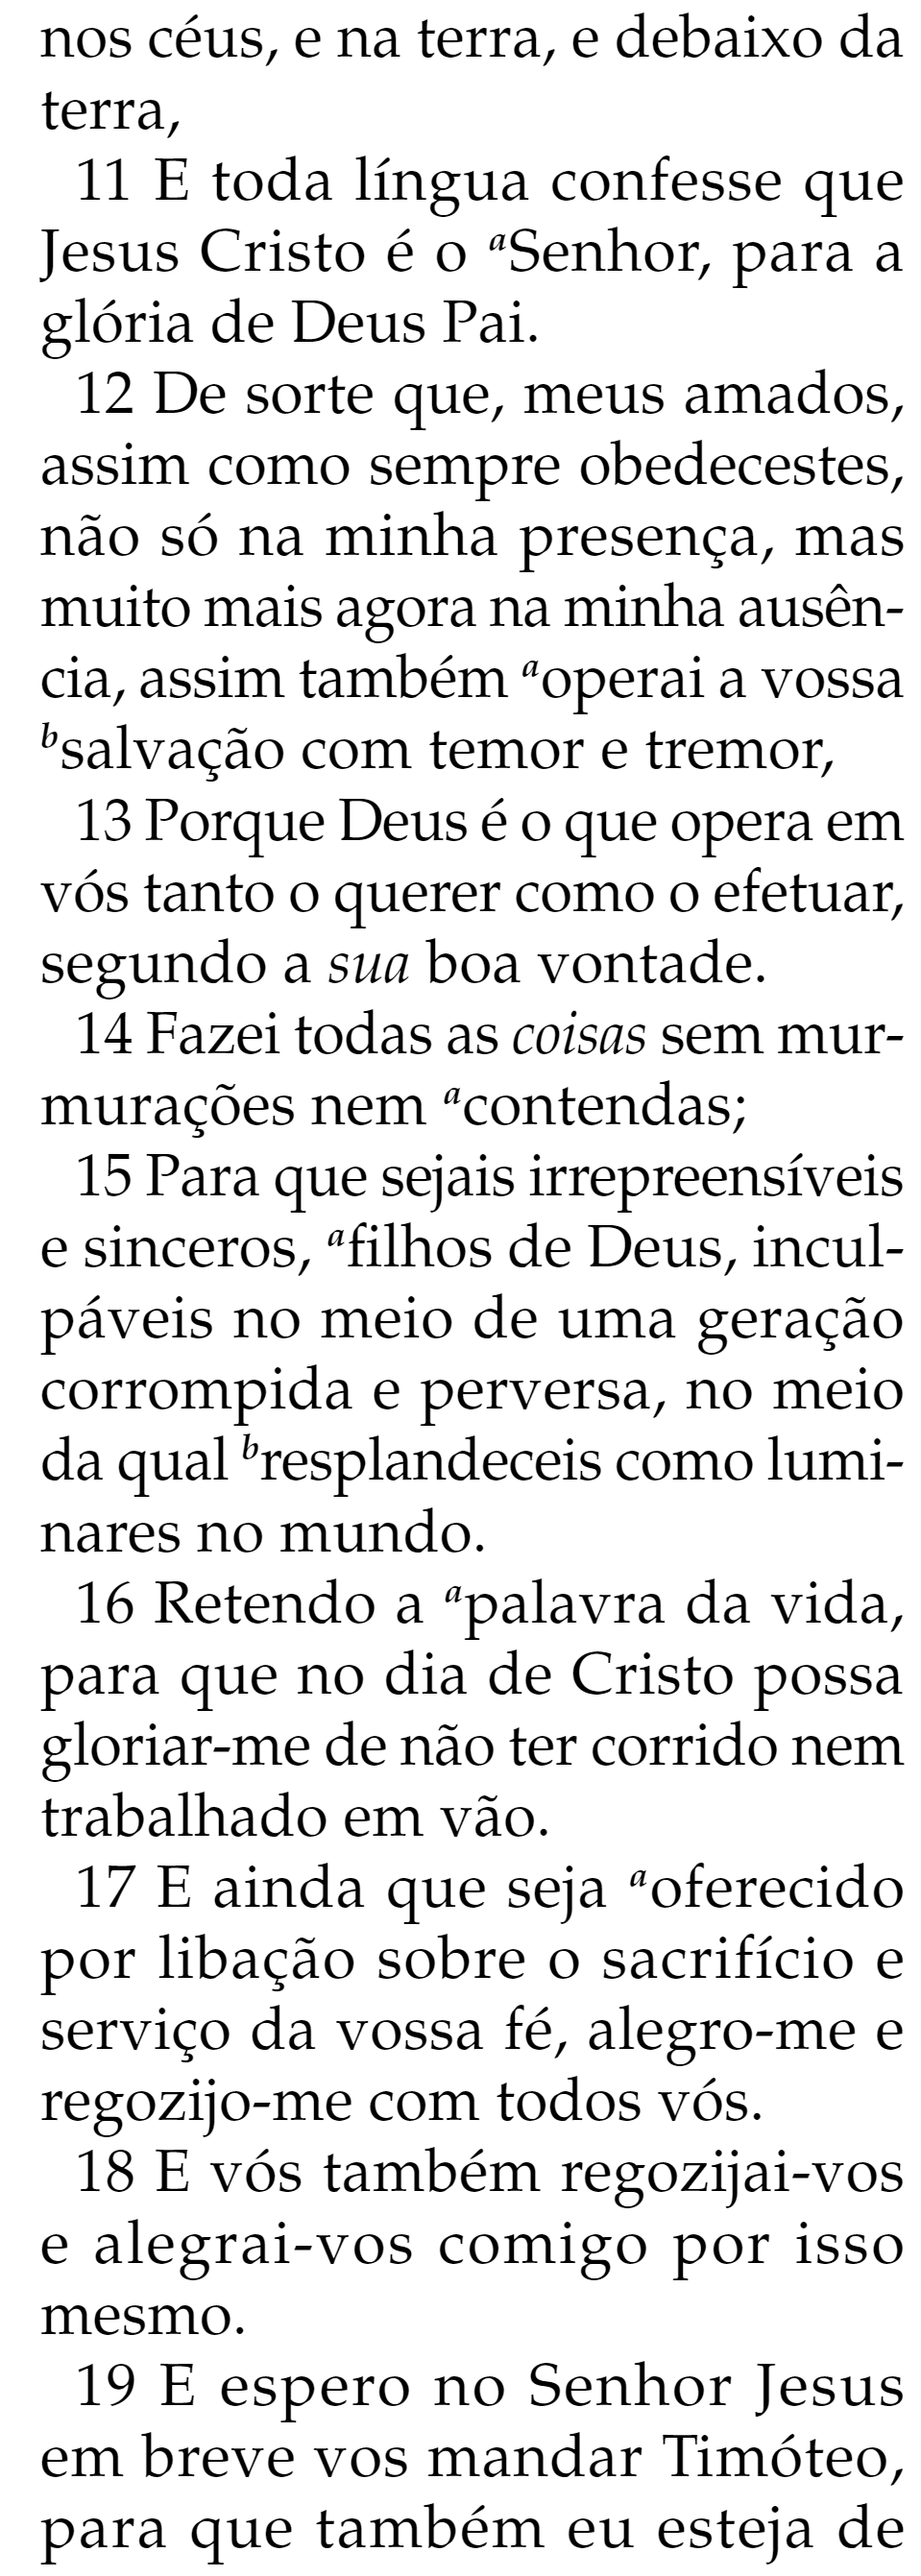 nos céus, e na terra, e debaixo da
terra,
11 E toda língua confesse que
Jesus Cristo é o aSenhor, para a
glória de Deus Pai.
12 De sorte que, meus amados,
assim como sempre obedecestes,
não só na minha presença, mas
muito mais agora na minha ausên-
cia, assim também aoperai a vossa
bsalvação com temor e tremor,
13 Porque Deus é o que opera em
vós tanto o querer como o efetuar,
segundo a sua boa vontade.
14 Fazei todas as coisas sem mur-
murações nem acontendas;
15 Para que sejais irrepreensíveis
e sinceros, afilhos de Deus, incul-
páveis no meio de uma geração
corrompida e perversa, no meio
da qual bresplandeceis como lumi-
nares no mundo.
16 Retendo a apalavra da vida,
para que no dia de Cristo possa
gloriar-me de não ter corrido nem
trabalhado em vão.
17 E ainda que seja aoferecido
por libação sobre o sacrifício e
serviço da vossa fé, alegro-me e
regozijo-me com todos vós.
18 E vós também regozijai-vos
e alegrai-vos comigo por isso
mesmo.
19 E espero no Senhor Jesus
em breve vos mandar Timóteo,
para que também eu esteja de